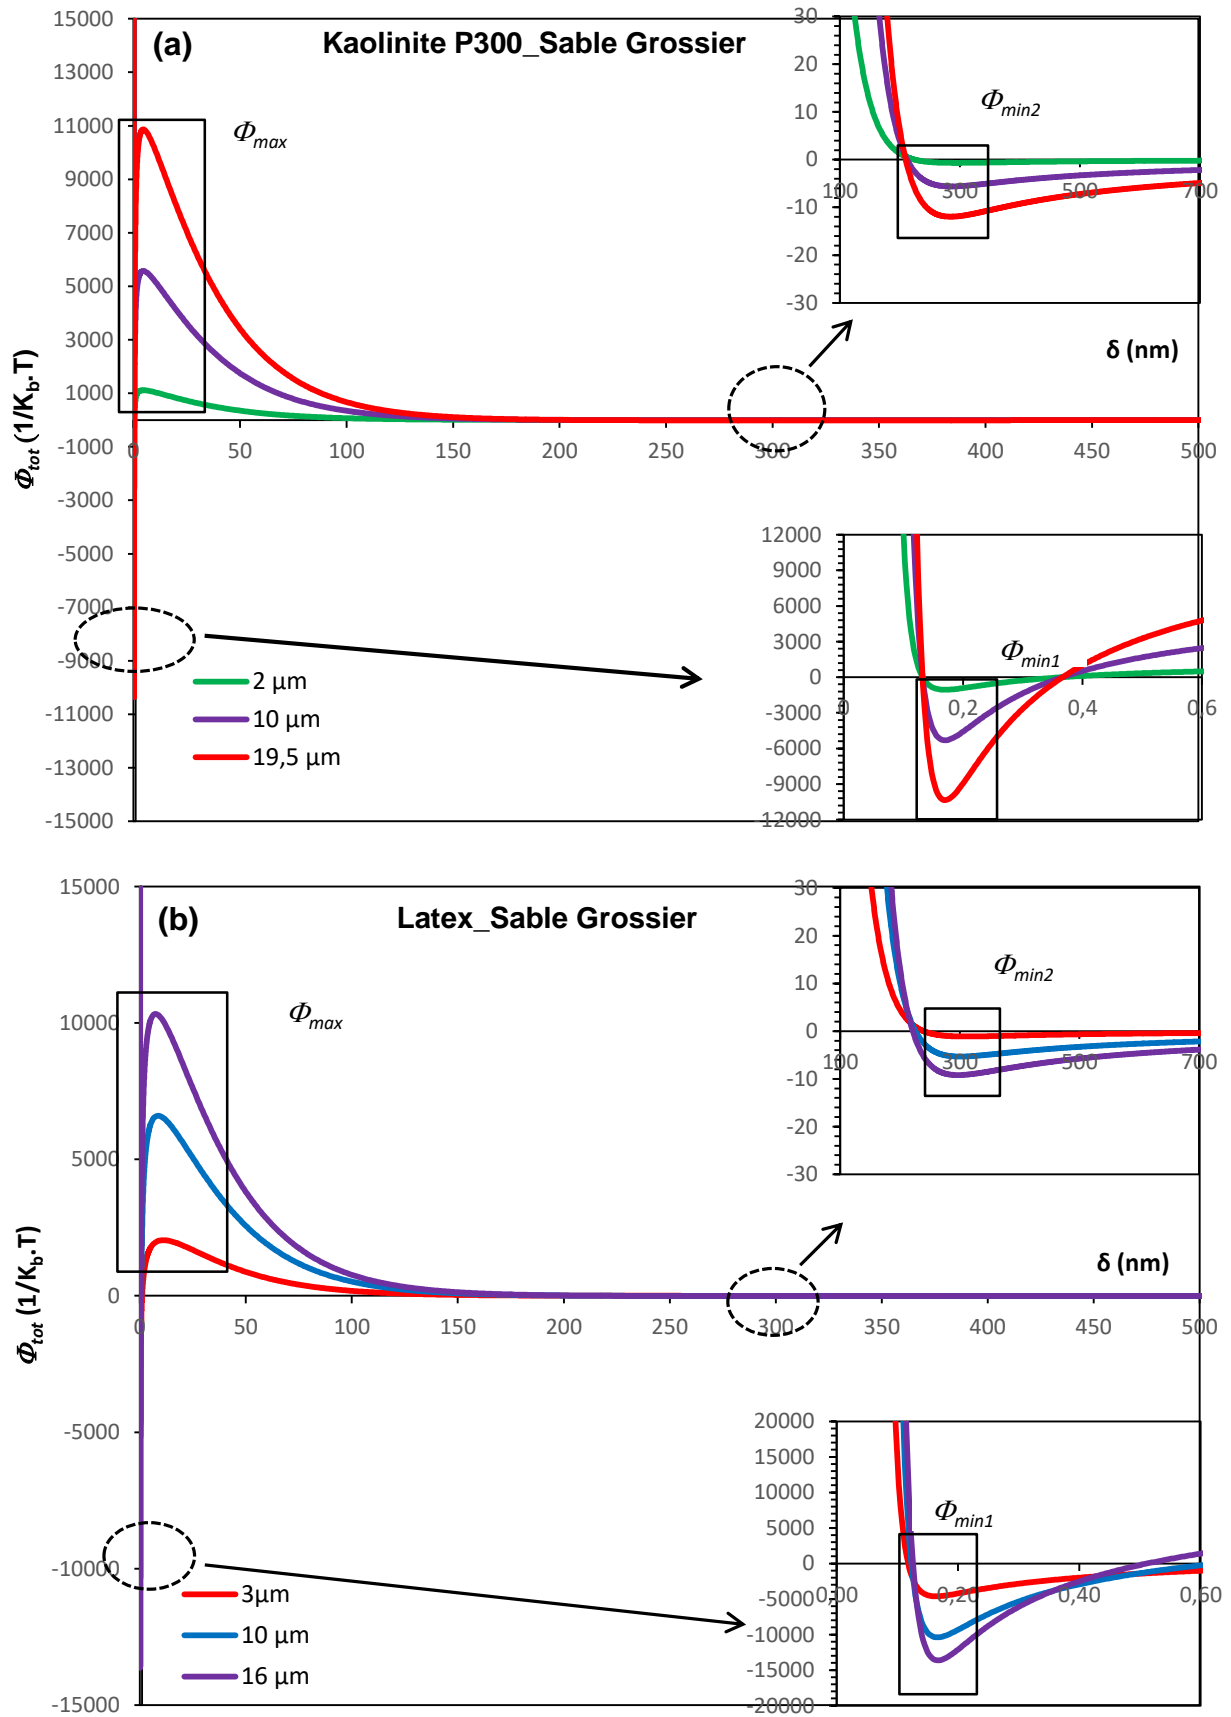 (a) Kaolinite P300_Sable Grossier
15000
13000
11000
9000
7000
5000
3000
1000
-1000
-3000
-5000
-7000
-9000
-11000
-13000
-15000
Φtot (1/Kb.T)
Φmax
0 50 100 150 200 250 300 350 400 450 500
δ (nm)
30
20
10
0
-10
-20
-30
100 300 500 700
Φmin2
12000
9000
6000
3000
0
-3000
-6000
-9000
-12000
0 0,2 0,4 0,6
Φmin1
2 µm
10 µm
19,5 µm
(b) Latex_Sable Grossier
15000
10000
5000
0
-5000
-10000
-15000
Φtot (1/Kb.T)
Φmax
0 50 100 150 200 250 300 350 400 450 500
δ (nm)
30
20
10
0
-10
-20
-30
100 300 500 700
Φmin2
20000
15000
10000
5000
0
-5000
-10000
-15000
-20000
0,00 0,20 0,40 0,60
Φmin1
3µm
10 µm
16 µm